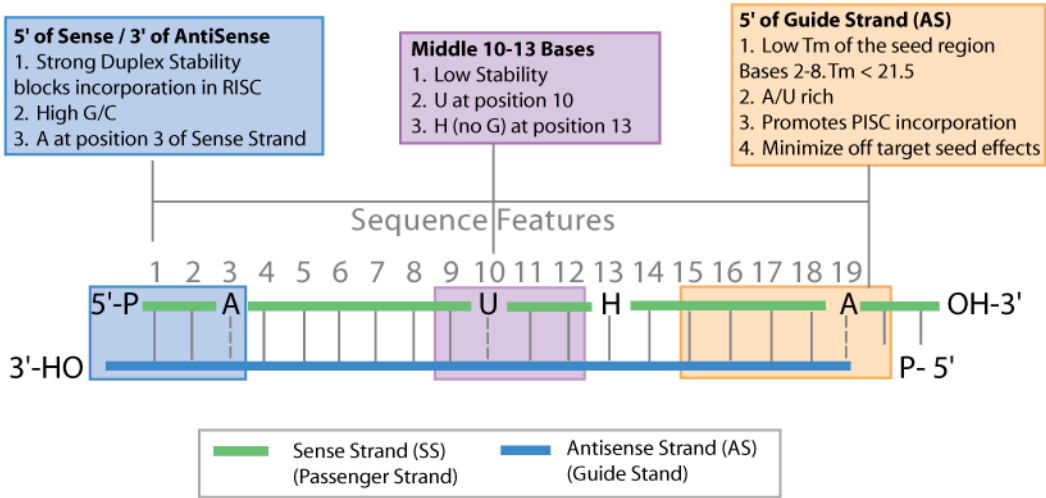 5' of Sense / 3' of AntiSense
1. Strong Duplex Stability
blocks incorporation in RISC
2. High G/C
3. A at position 3 of Sense Strand
Middle 10-13 Bases
1. Low Stability
2. U at position 10
3. H (no G) at position 13
5' of Guide Strand (AS)
1. Low Tm of the seed region
Bases 2-8. Tm < 21.5
2. A/U rich
3. Promotes PISC incorporation
4. Minimize off target seed effects
Sequence Features
1 2 3 4 5 6 7 8 9 10 11 12 13 14 15 16 17 18 19
5'-P A U H A OH-3'
3'-HO P- 5'
Sense Strand (SS)
(Passenger Strand)
Antisense Strand (AS)
(Guide Stand)